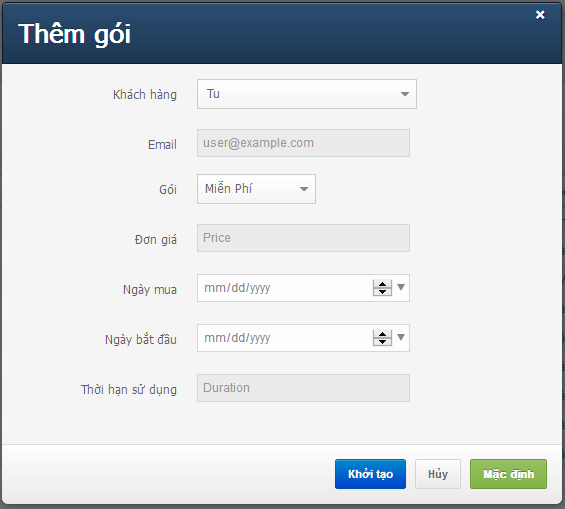 Thêm gói
Khách hàng Tu
Email user@example.com
Gói Miễn Phí
Đơn giá Price
Ngày mua mm/dd/yyyy
Ngày bắt đầu mm/dd/yyyy
Thời hạn sử dụng Duration
Khởi tạo Hủy Mặc định